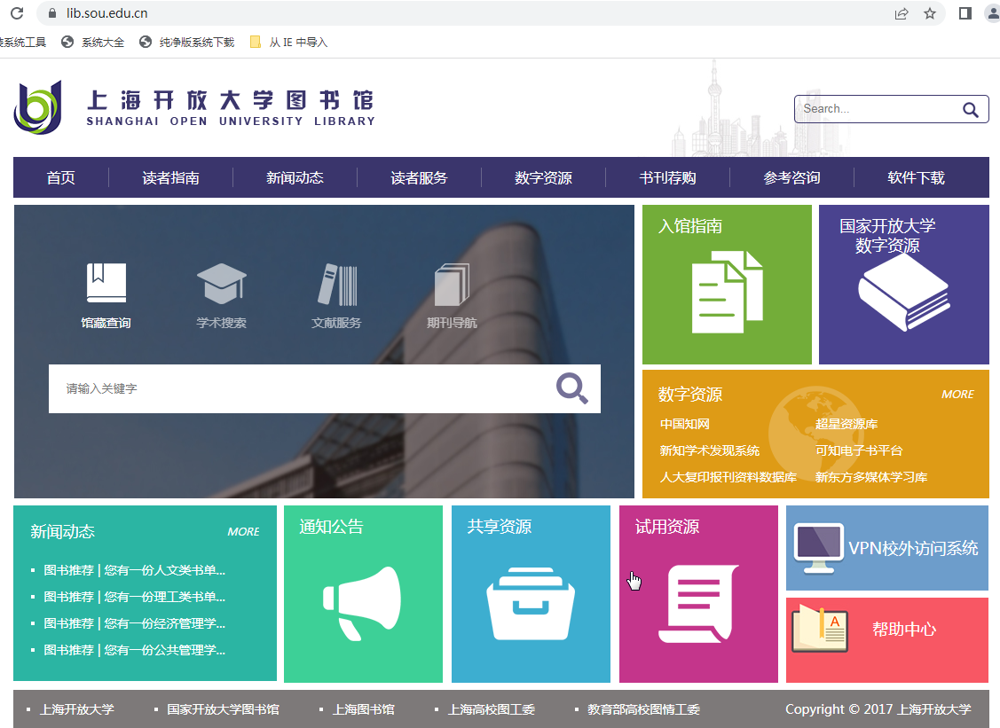 lib.sou.edu.cn
装系统工具 系统大全 纯净版系统下载 从 IE 中导入
上海开放大学图书馆
SHANGHAI OPEN UNIVERSITY LIBRARY
Search...
首页 读者指南 新闻动态 读者服务 数字资源 书刊荐购 参考咨询 软件下载
馆藏查询 学术搜索 文献服务 期刊导航
请输入关键字
入馆指南
国家开放大学
数字资源
数字资源 MORE
中国知网 超星资源库
新知学术发现系统 可知电子书平台
人大复印报刊资料数据库 新东方多媒体学习库
新闻动态 MORE
图书推荐 | 您有一份人文类书单...
图书推荐 | 您有一份理工类书单...
图书推荐 | 您有一份经济管理学...
图书推荐 | 您有一份公共管理学...
通知公告
共享资源
试用资源
VPN校外访问系统
A
帮助中心
上海开放大学 国家开放大学图书馆 上海图书馆 上海高校图工委 教育部高校图情工委 Copyright © 2017 上海开放大学